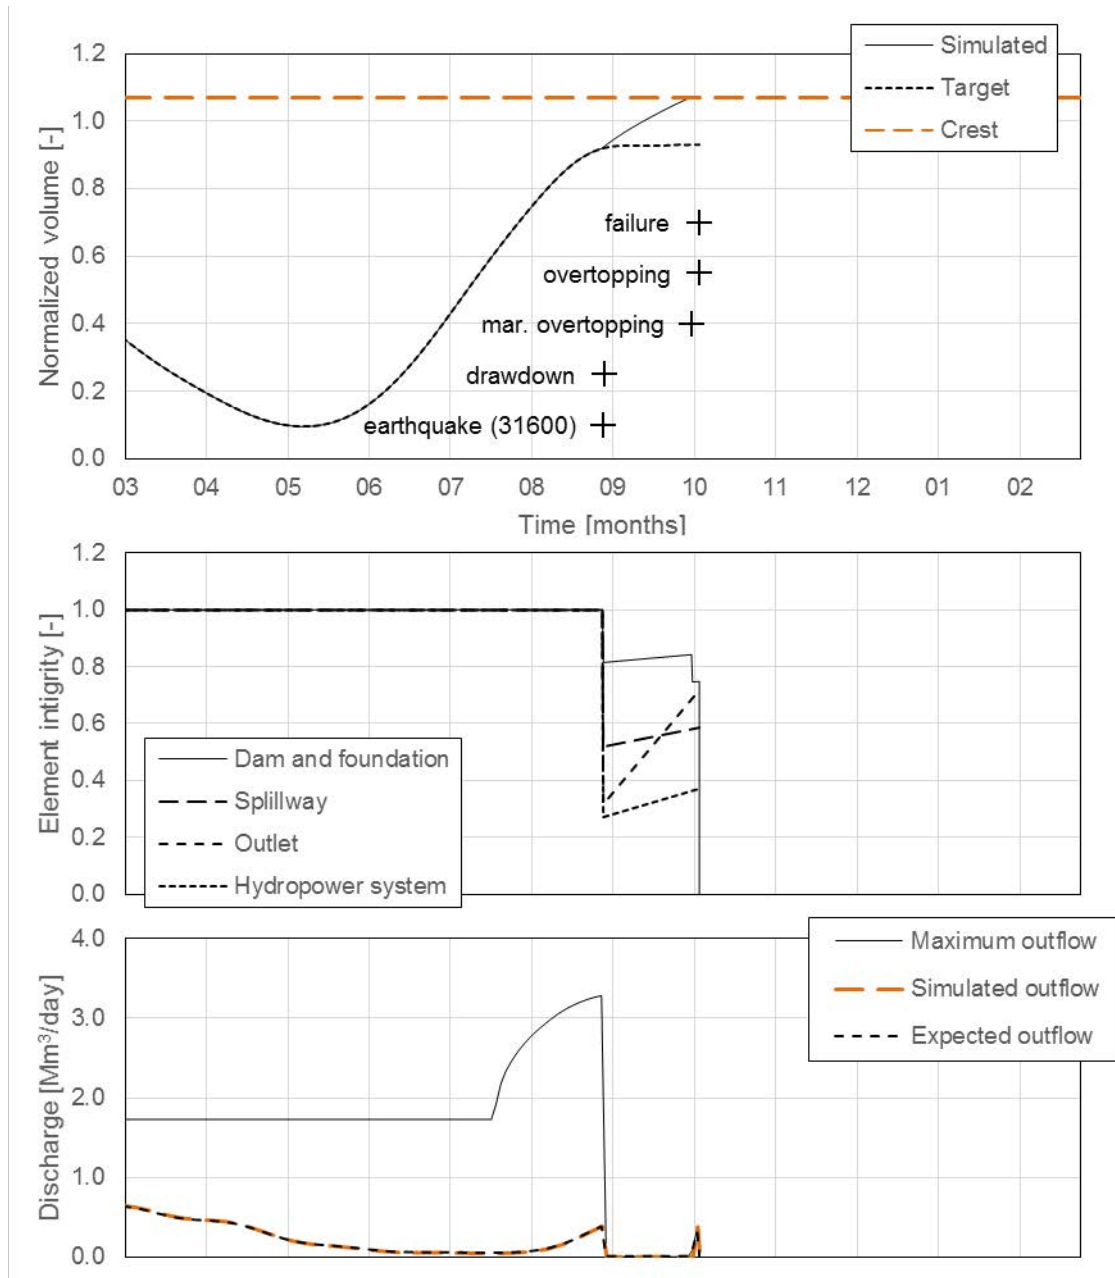 Simulated
Target
Crest
Normalized volume [-]
1.2
1.0
0.8
0.6
0.4
0.2
0.0
failure
overtopping
mar. overtopping
drawdown
earthquake (31600)
03 04 05 06 07 08 09 10 11 12 01 02
Time [months]
Element intigrity [-]
1.2
1.0
0.8
0.6
0.4
0.2
0.0
Dam and foundation
Splillway
Outlet
Hydropower system
Discharge [Mm³/day]
4.0
3.0
2.0
1.0
0.0
Maximum outflow
Simulated outflow
Expected outflow